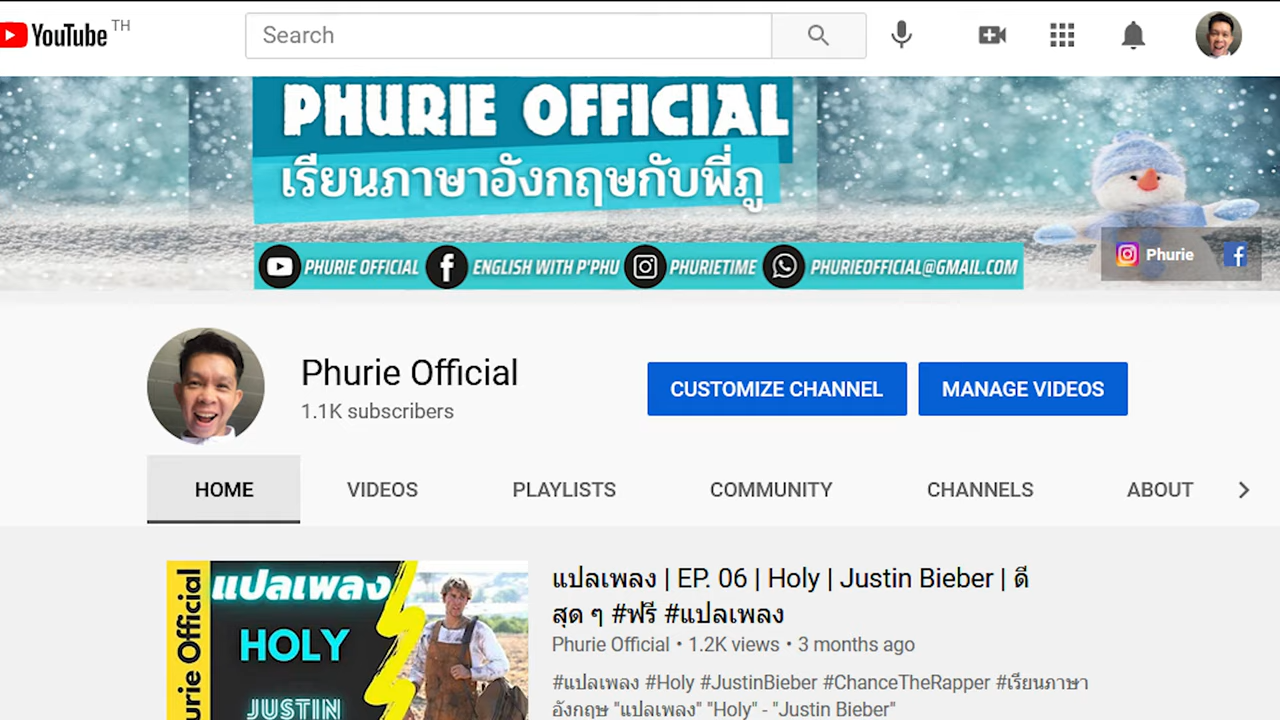 YouTube TH
Search
PHURIE OFFICIAL
เรียนภาษาอังกฤษกับพี่ภู
PHURIE OFFICIAL ENGLISH WITH P'PHU PHURIETIME PHURIEOFFICIAL@GMAIL.COM
Phurie
Phurie Official
1.1K subscribers
CUSTOMIZE CHANNEL MANAGE VIDEOS
HOME VIDEOS PLAYLISTS COMMUNITY CHANNELS ABOUT
urie Official
แปลเพลง
HOLY
JUSTIN
แปลเพลง | EP. 06 | Holy | Justin Bieber | ดี
สุด ๆ #ฟรี #แปลเพลง
Phurie Official • 1.2K views • 3 months ago
#แปลเพลง #Holy #JustinBieber #ChanceTheRapper #เรียนภาษา
อังกฤษ "แปลเพลง" "Holy" - "Justin Bieber"